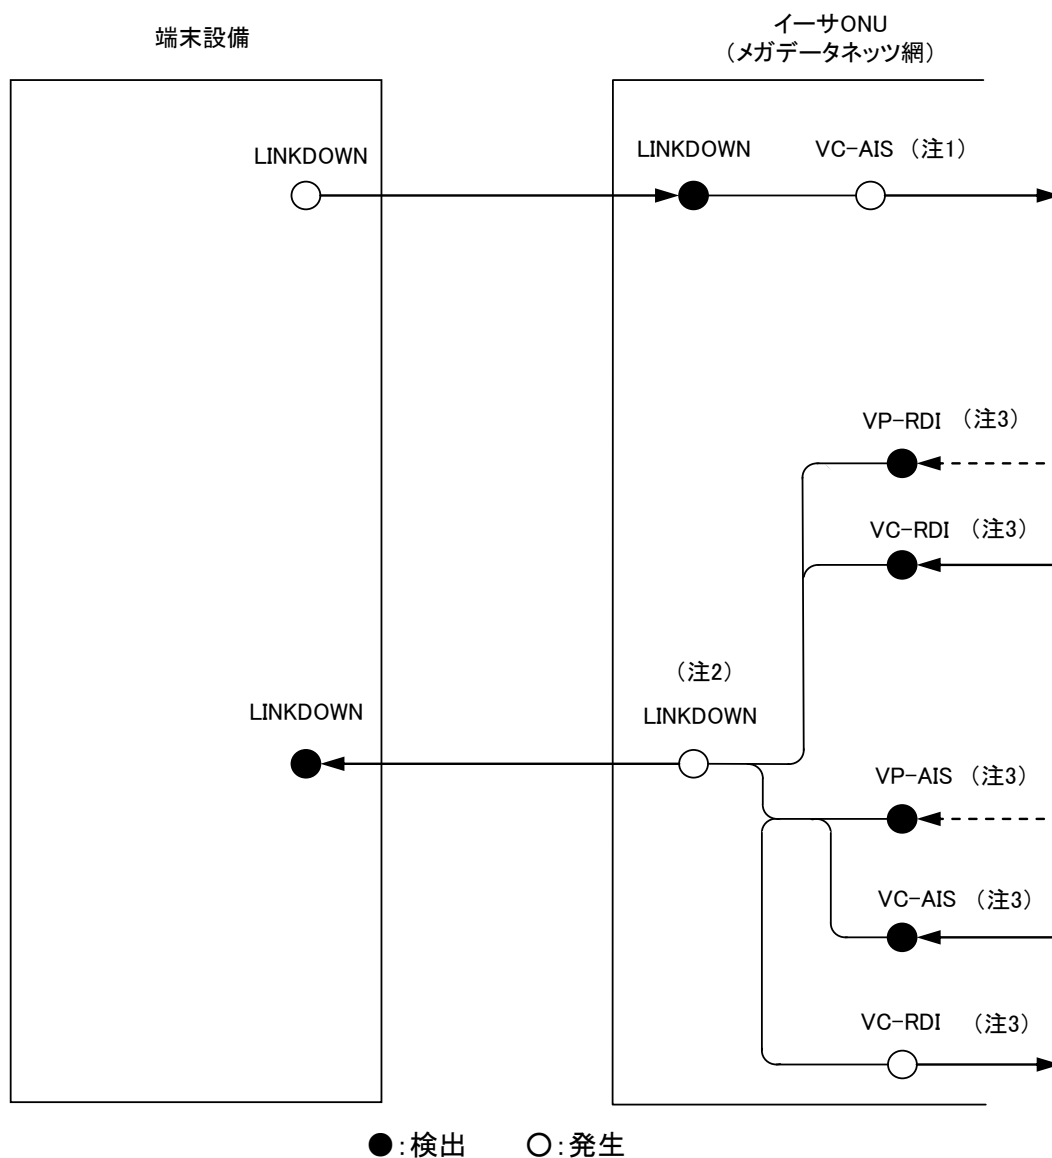 端末設備
イーサONU
(メガデータネッツ網)
LINKDOWN
LINKDOWN
VC-AIS (注1)
VP-RDI (注3)
VC-RDI (注3)
(注2)
LINKDOWN
LINKDOWN
VP-AIS (注3)
VC-AIS (注3)
VC-RDI (注3)
●:検出 ○:発生